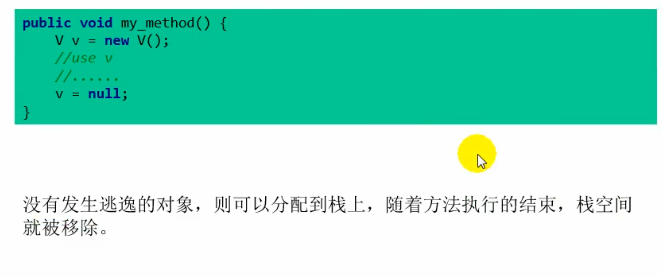 public void my_method() {
    V v = new V();
    //use v
    //......
    v = null;
}
没有发生逃逸的对象，则可以分配到栈上，随着方法执行的结束，栈空间
就被移除。